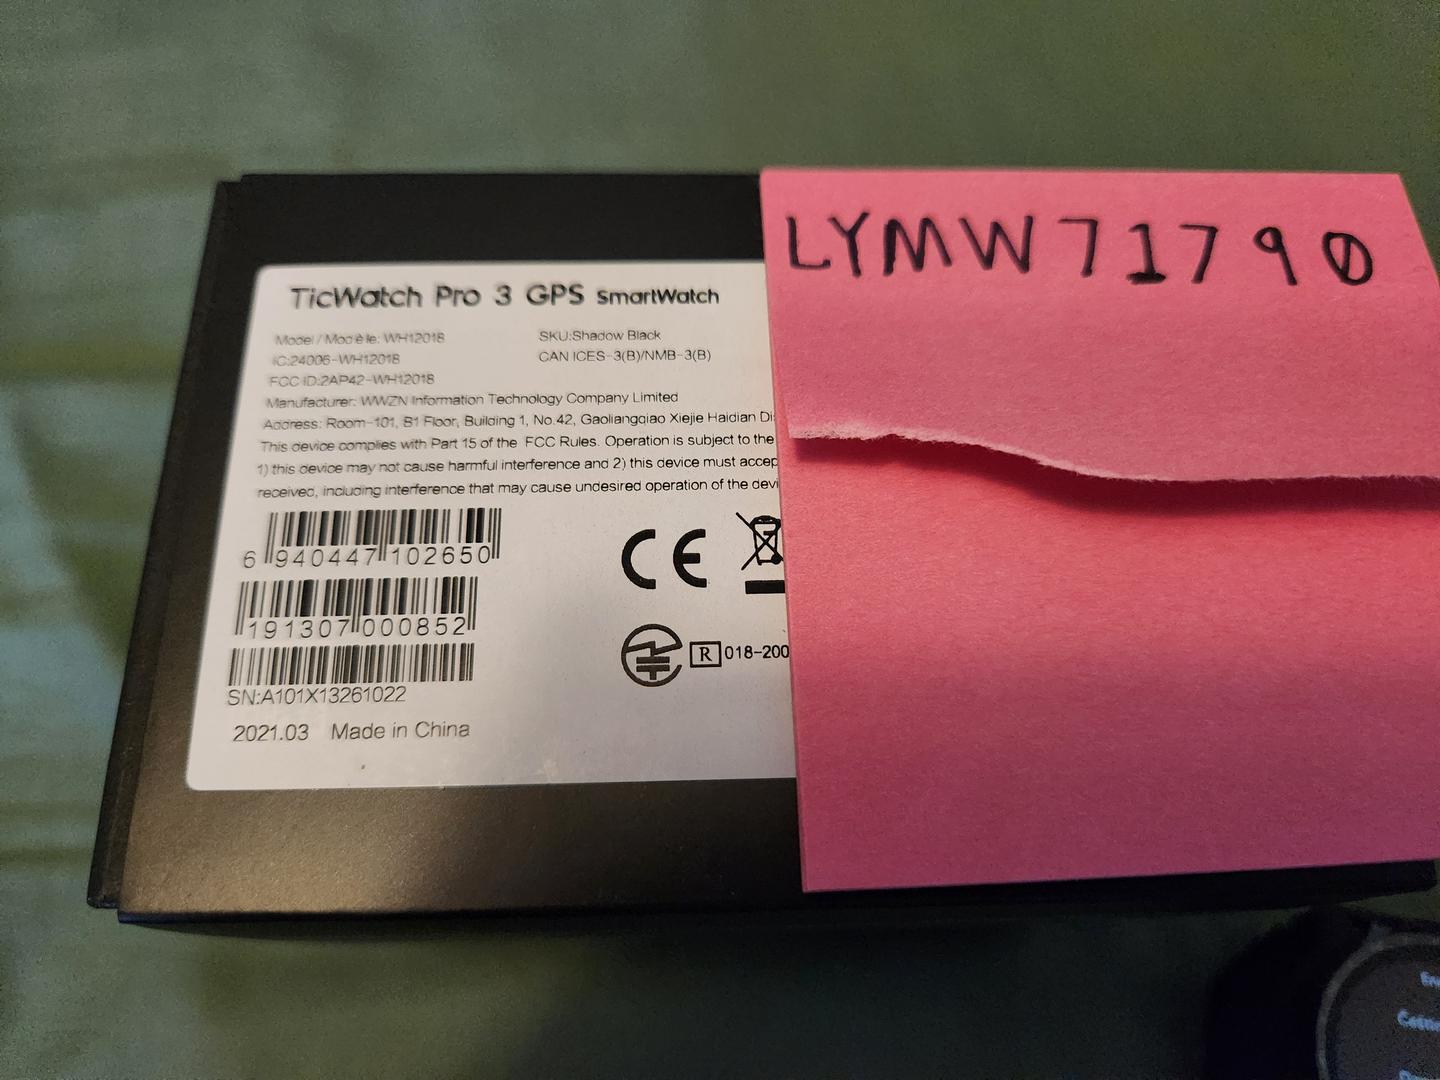 LYMW71790
TicWatch Pro 3 GPS SmartWatch
Model / Modèle: WH12018
SKU:Shadow Black
IC:24006-WH12018
CAN ICES-3(B)/NMB-3(B)
FCC ID:2AP42-WH12018
Manufacturer: WWZN Information Technology Company Limited
Address: Room-101, B1 Floor, Building 1, No.42, Gaoliangqiao Xiejie Haidian
This device complies with Part 15 of the FCC Rules. Operation is subject to the
1) this device may not cause harmful interference and 2) this device must
received, including interference that may cause undesired operation of the
6 940447 102650
CE
191307 000852
R 018-200
SN:A101X13261022
2021.03 Made in China